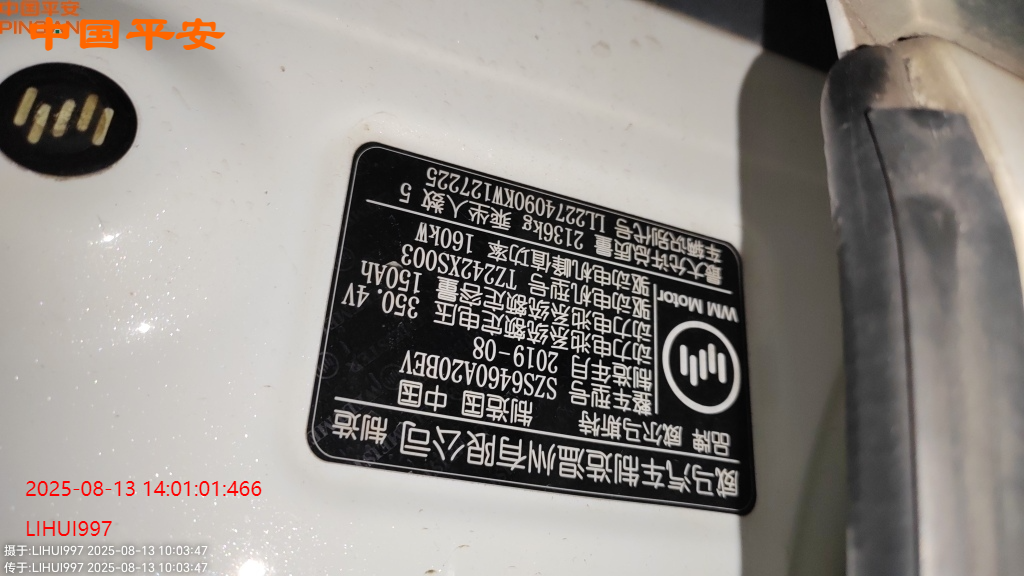 中国平安
PINGAN
中国平安
威马汽车制造温州有限公司 制造
品牌 威尔马斯特 制造国 中国
整车型号 SZS6460A20BEV
制造年月 2019-08
动力电池系统额定电压 350.4V
动力电池系统额定容量 150Ah
驱动电机型号 TZ242XS003
驱动电机峰值功率 160kW
最大允许总质量 2136kg 乘坐人数 5
车辆识别代号 LL2274090KW127225
WM Motor
2025-08-13 14:01:01:466
LIHUI997
摄于:LIHUI997 2025-08-13 10:03:47
传于:LIHUI997 2025-08-13 10:03:47